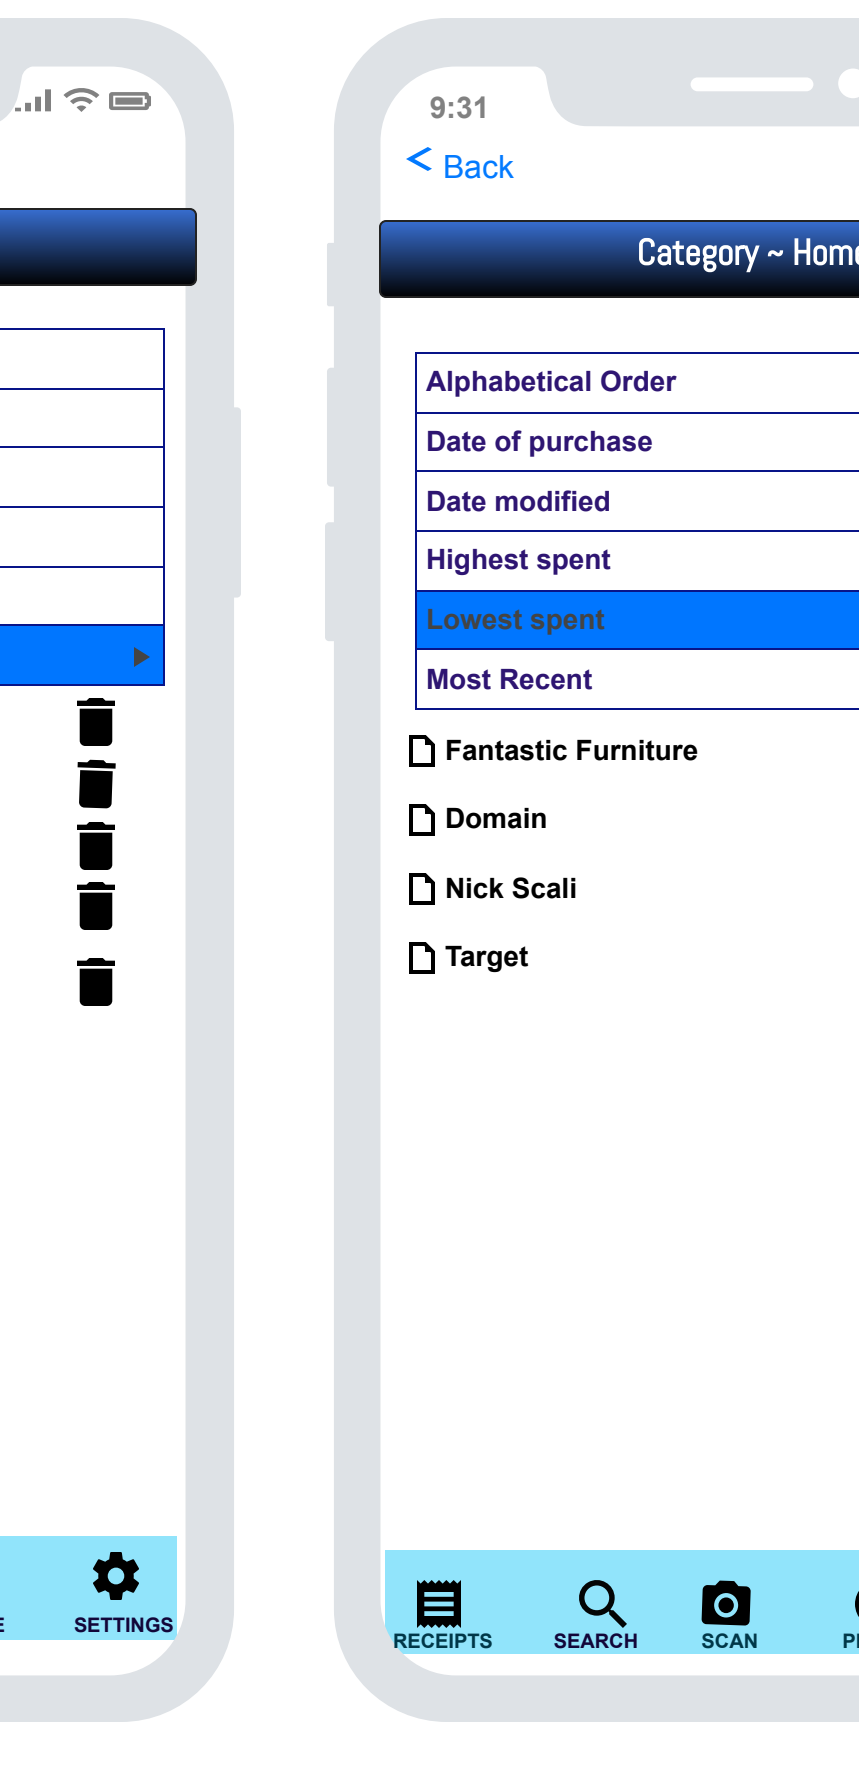 9:31
< Back
Category ~ Home
Alphabetical Order
Date of purchase
Date modified
Highest spent
Lowest spent
Most Recent
Fantastic Furniture
Domain
Nick Scali
Target
E
SETTINGS
RECEIPTS
SEARCH
SCAN